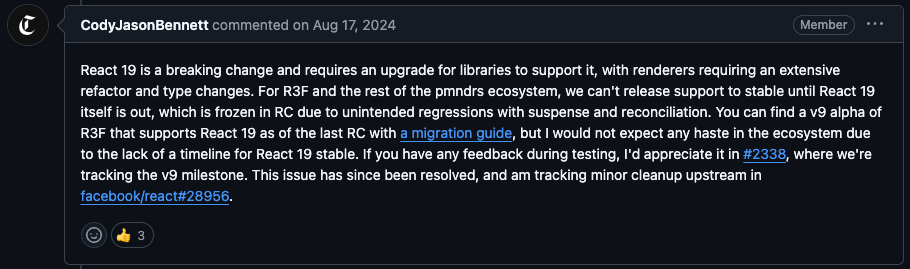 CodyJasonBennett commented on Aug 17, 2024 Member ...
React 19 is a breaking change and requires an upgrade for libraries to support it, with renderers requiring an extensive
refactor and type changes. For R3F and the rest of the pmndrs ecosystem, we can't release support to stable until React 19
itself is out, which is frozen in RC due to unintended regressions with suspense and reconciliation. You can find a v9 alpha of
R3F that supports React 19 as of the last RC with a migration guide, but I would not expect any haste in the ecosystem due
to the lack of a timeline for React 19 stable. If you have any feedback during testing, I'd appreciate it in #2338, where we're
tracking the v9 milestone. This issue has since been resolved, and am tracking minor cleanup upstream in
facebook/react#28956.
👍 3